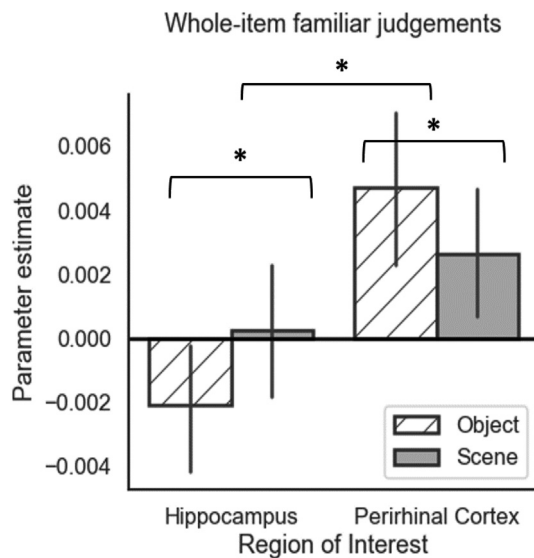 Whole-item familiar judgements
*
*
*
0.006
0.004
0.002
0.000
−0.002
−0.004
Parameter estimate
Object
Scene
Hippocampus Perirhinal Cortex
Region of Interest